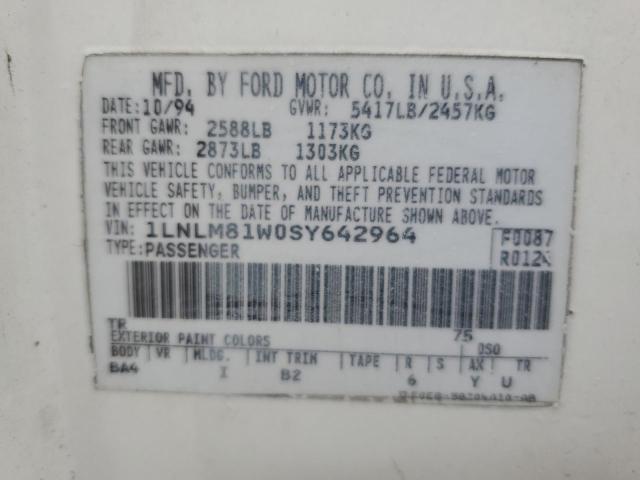 MFD. BY FORD MOTOR CO. IN U.S.A.
DATE: 10/94 GVWR: 5417LB/2457KG
FRONT GAWR: 2588LB 1173KG
REAR GAWR: 2873LB 1303KG
THIS VEHICLE CONFORMS TO ALL APPLICABLE FEDERAL MOTOR
VEHICLE SAFETY, BUMPER, AND THEFT PREVENTION STANDARDS
IN EFFECT ON THE DATE OF MANUFACTURE SHOWN ABOVE.
VIN: 1LNLM81W0SY642964 F0087
TYPE: PASSENGER
TR 75
EXTERIOR PAINT COLORS DSO
BODY VR MLDG. INT TRIM TAPE R S AX TR
BA4 I B2 6 Y U